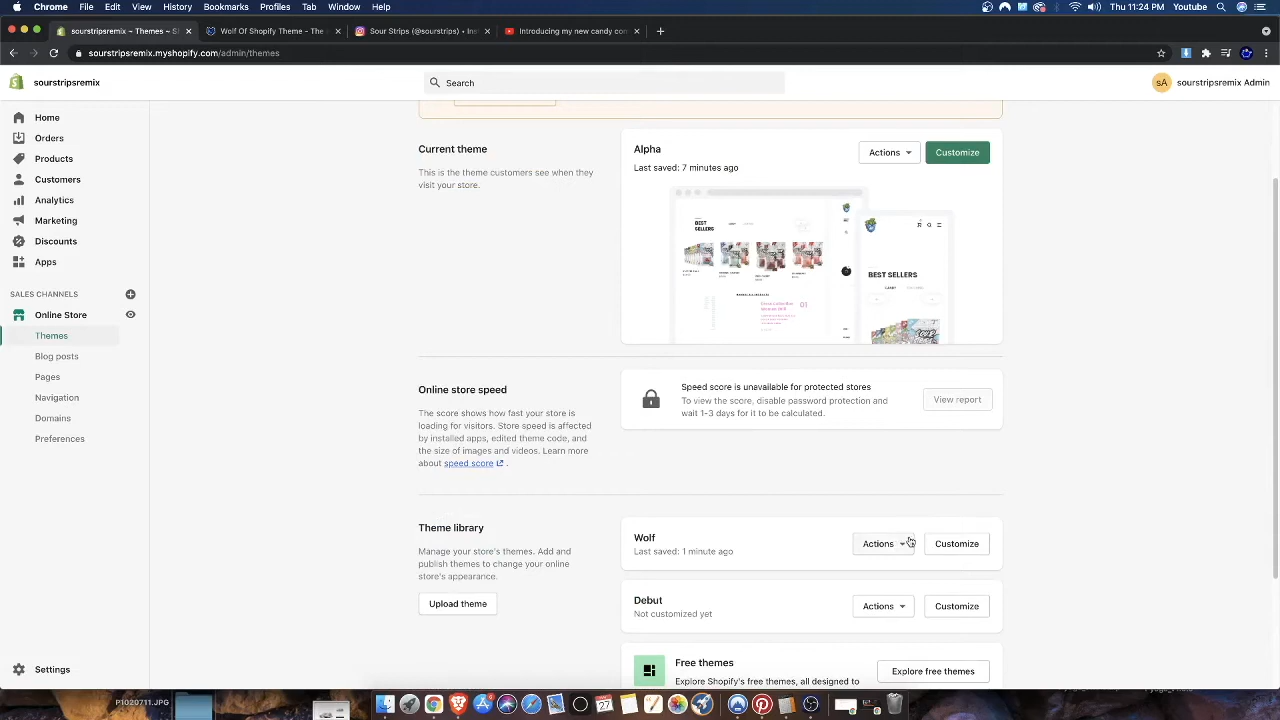 Chrome File Edit View History Bookmarks Profiles Tab Window Help Thu 11:24 PM Youtube
sourstripsremix ~ Themes ~ S Wolf Of Shopify Theme - The Sour Strips (@sourstrips) • Ins Introducing my new candy com
sourstripsremix.myshopify.com/admin/themes
sourstripsremix Search sA sourstripsremix Admin
Home
Orders
Products
Customers
Analytics
Marketing
Discounts
Apps
SALES CHANNELS
Online Store
Themes
Blog posts
Pages
Navigation
Domains
Preferences
Settings
Current theme
This is the theme customers see when they
visit your store.
Alpha
Last saved: 7 minutes ago
Actions Customize
BEST
SELLERS
BEST SELLERS
01
Online store speed
The score shows how fast your store is
loading for visitors. Store speed is affected
by installed apps, edited theme code, and
the size of images and videos. Learn more
about speed score .
Speed score is unavailable for protected stores
To view the score, disable password protection and
wait 1-3 days for it to be calculated.
View report
Theme library
Manage your store's themes. Add and
publish themes to change your online
store's appearance.
Upload theme
Wolf
Last saved: 1 minute ago
Actions Customize
Debut
Not customized yet
Actions Customize
Free themes
Explore Shopify's free themes, all designed to
Explore free themes
P1020711.JPG